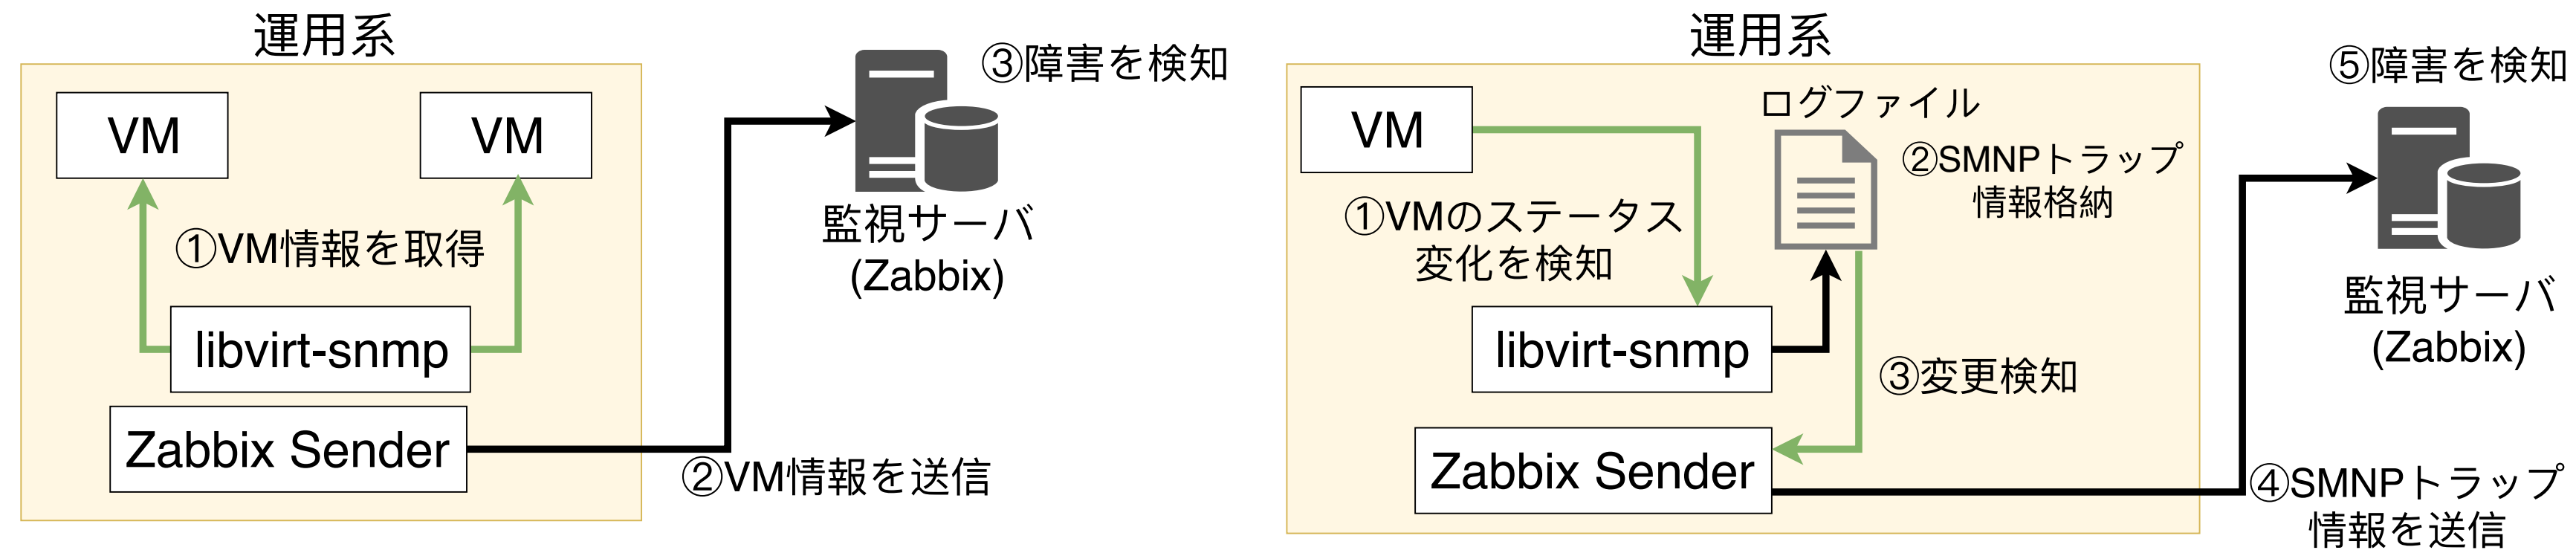 運用系
VM
VM
①VM情報を取得
libvirt-snmp
Zabbix Sender
②VM情報を送信
③障害を検知
監視サーバ
(Zabbix)
運用系
VM
ログファイル
②SMNPトラップ
情報格納
①VMのステータス
変化を検知
libvirt-snmp
③変更検知
Zabbix Sender
④SMNPトラップ
情報を送信
⑤障害を検知
監視サーバ
(Zabbix)